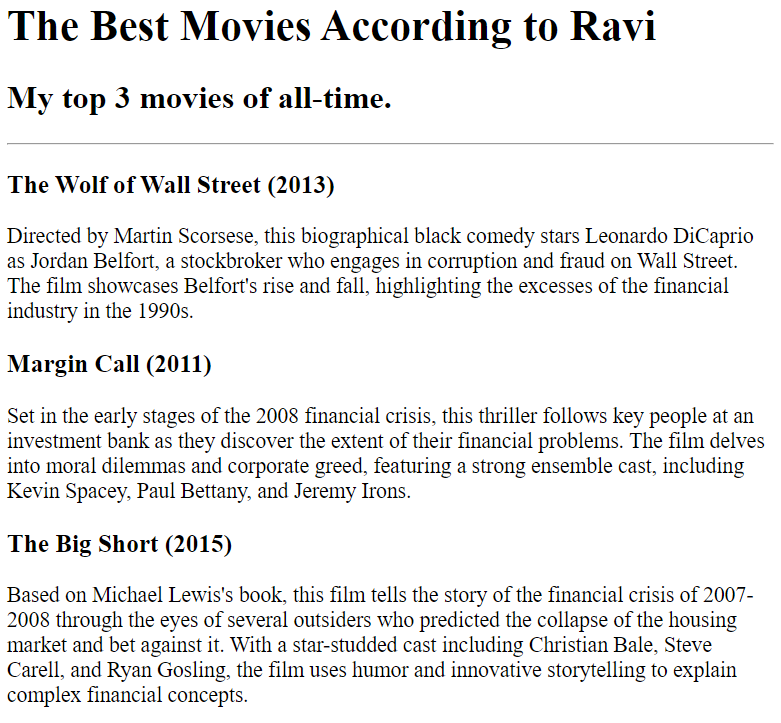 The Best Movies According to Ravi
My top 3 movies of all-time.
The Wolf of Wall Street (2013)
Directed by Martin Scorsese, this biographical black comedy stars Leonardo DiCaprio
as Jordan Belfort, a stockbroker who engages in corruption and fraud on Wall Street.
The film showcases Belfort's rise and fall, highlighting the excesses of the financial
industry in the 1990s.
Margin Call (2011)
Set in the early stages of the 2008 financial crisis, this thriller follows key people at an
investment bank as they discover the extent of their financial problems. The film delves
into moral dilemmas and corporate greed, featuring a strong ensemble cast, including
Kevin Spacey, Paul Bettany, and Jeremy Irons.
The Big Short (2015)
Based on Michael Lewis's book, this film tells the story of the financial crisis of 2007-
2008 through the eyes of several outsiders who predicted the collapse of the housing
market and bet against it. With a star-studded cast including Christian Bale, Steve
Carell, and Ryan Gosling, the film uses humor and innovative storytelling to explain
complex financial concepts.